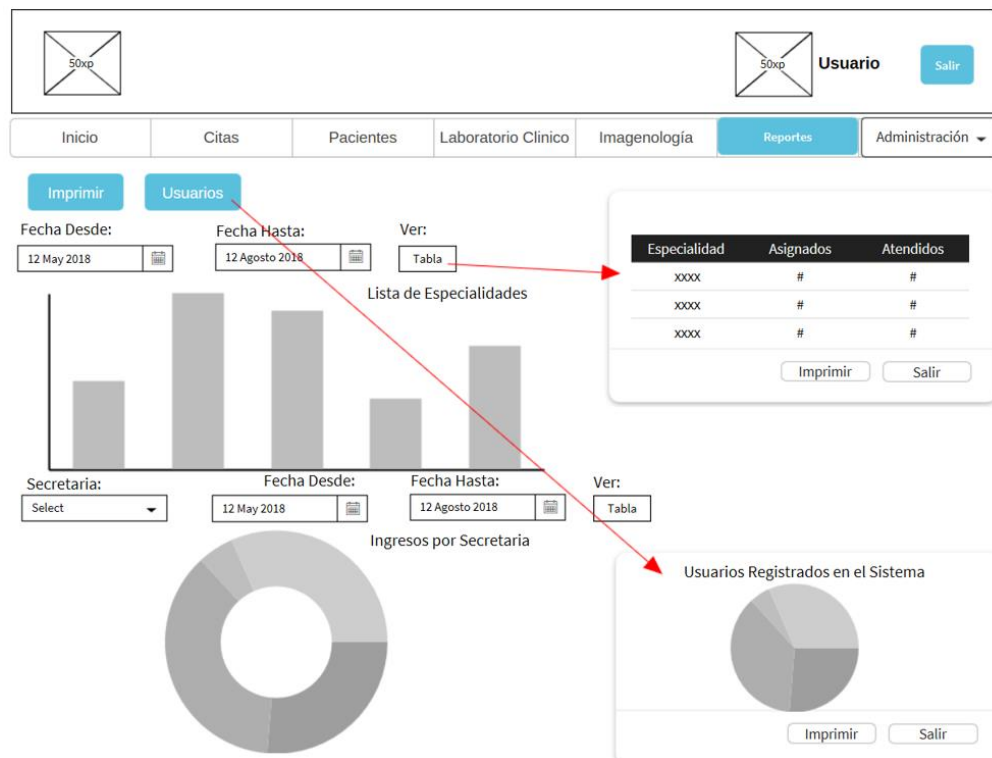 50xp
50xp
Usuario
Salir
Inicio
Citas
Pacientes
Laboratorio Clinico
Imagenología
Reportes
Administración
Imprimir
Usuarios
Fecha Desde:
Fecha Hasta:
Ver:
12 May 2018
12 Agosto 2018
Tabla
Lista de Especialidades
Especialidad Asignados Atendidos
xxxx # #
xxxx # #
xxxx # #
Imprimir
Salir
Secretaria:
Fecha Desde:
Fecha Hasta:
Ver:
Select
12 May 2018
12 Agosto 2018
Tabla
Ingresos por Secretaria
Usuarios Registrados en el Sistema
Imprimir
Salir